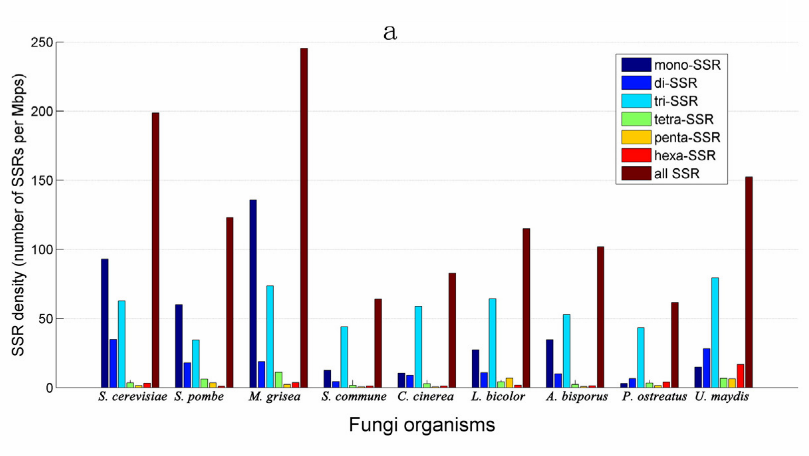 a
250
200
150
100
50
0
SSR density (number of SSRs per Mbps)
mono-SSR
di-SSR
tri-SSR
tetra-SSR
penta-SSR
hexa-SSR
all SSR
S. cerevisiae S. pombe M. grisea S. commune C. cinerea L. bicolor A. bisporus P. ostreatus U. maydis
Fungi organisms